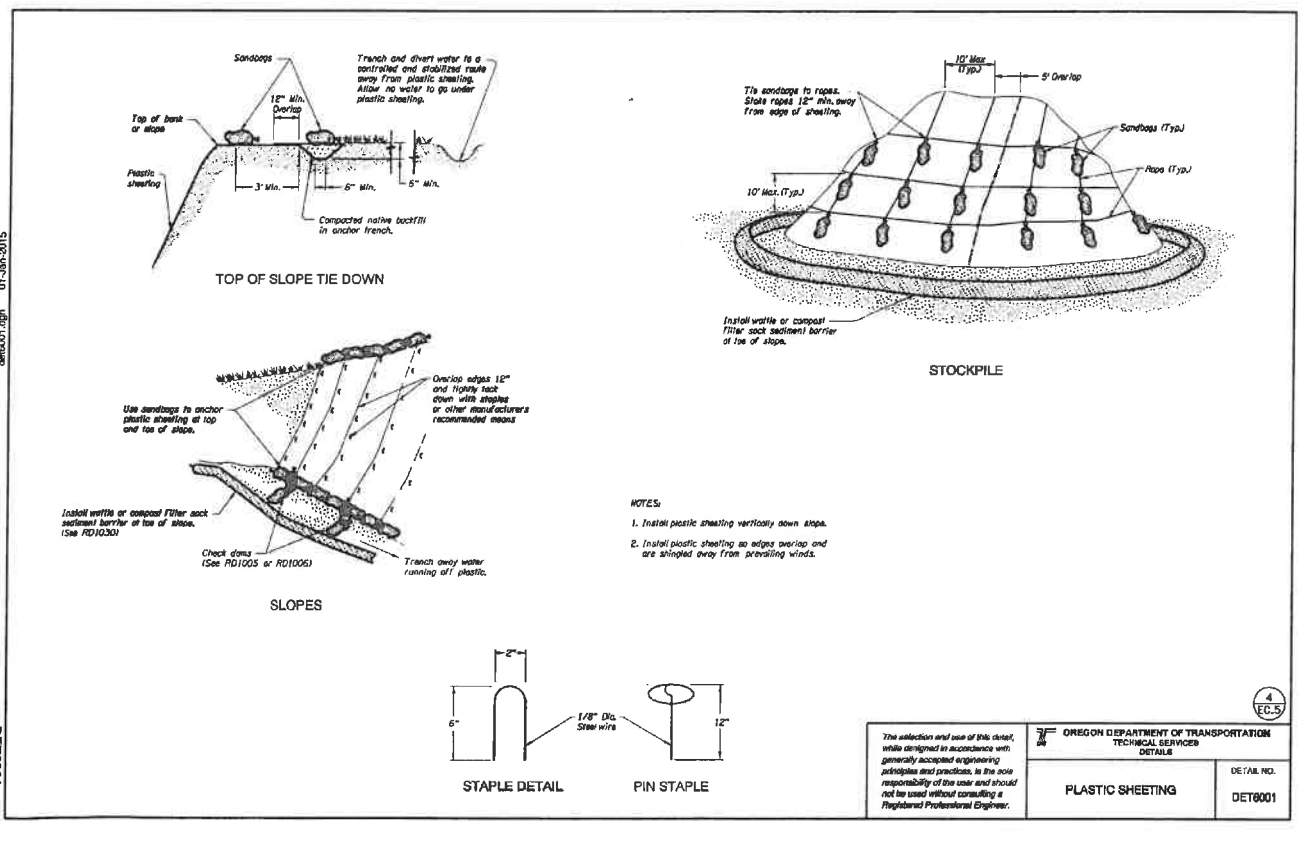 Sandbags
Trench and divert water to a
controlled and stabilized route
away from plastic sheeting.
Allow no water to go under
plastic sheeting.
12" Min.
Overlap
Top of bank
or slope
Plastic
sheeting
3' Min.
6" Min.
6" Min.
Compacted native backfill
in anchor trench.
TOP OF SLOPE TIE DOWN
10' Max
(Typ.)
5' Overlap
Tie sandbags to ropes.
Stake ropes 12" min. away
from edge of sheeting.
Sandbags (Typ.)
Rope (Typ.)
10' Max. (Typ.)
Install wattle or compost
filter sock sediment barrier
at toe of slope.
STOCKPILE
Overlap edges 12"
and tightly tack
down with staples
or other manufacturers
recommended means
Use sandbags to anchor
plastic sheeting at top
and toe of slope.
Install wattle or compost filter sock
sediment barrier at toe of slope.
(See RD1030)
Check dams
(See RD1005 or RD1006)
Trench away water
running off plastic.
SLOPES
NOTES:
1. Install plastic sheeting vertically down slope.
2. Install plastic sheeting so edges overlap and
are shingled away from prevailing winds.
2"
6"
1/8" Dia.
Steel wire
12"
STAPLE DETAIL
PIN STAPLE
4
EC.5
The selection and use of this detail,
while designed in accordance with
generally accepted engineering
principles and practices, is the sole
responsibility of the user and should
not be used without consulting a
Registered Professional Engineer.
OREGON DEPARTMENT OF TRANSPORTATION
TECHNICAL SERVICES
DETAILS
PLASTIC SHEETING
DETAIL NO.
DET6001
01-Jan-2015